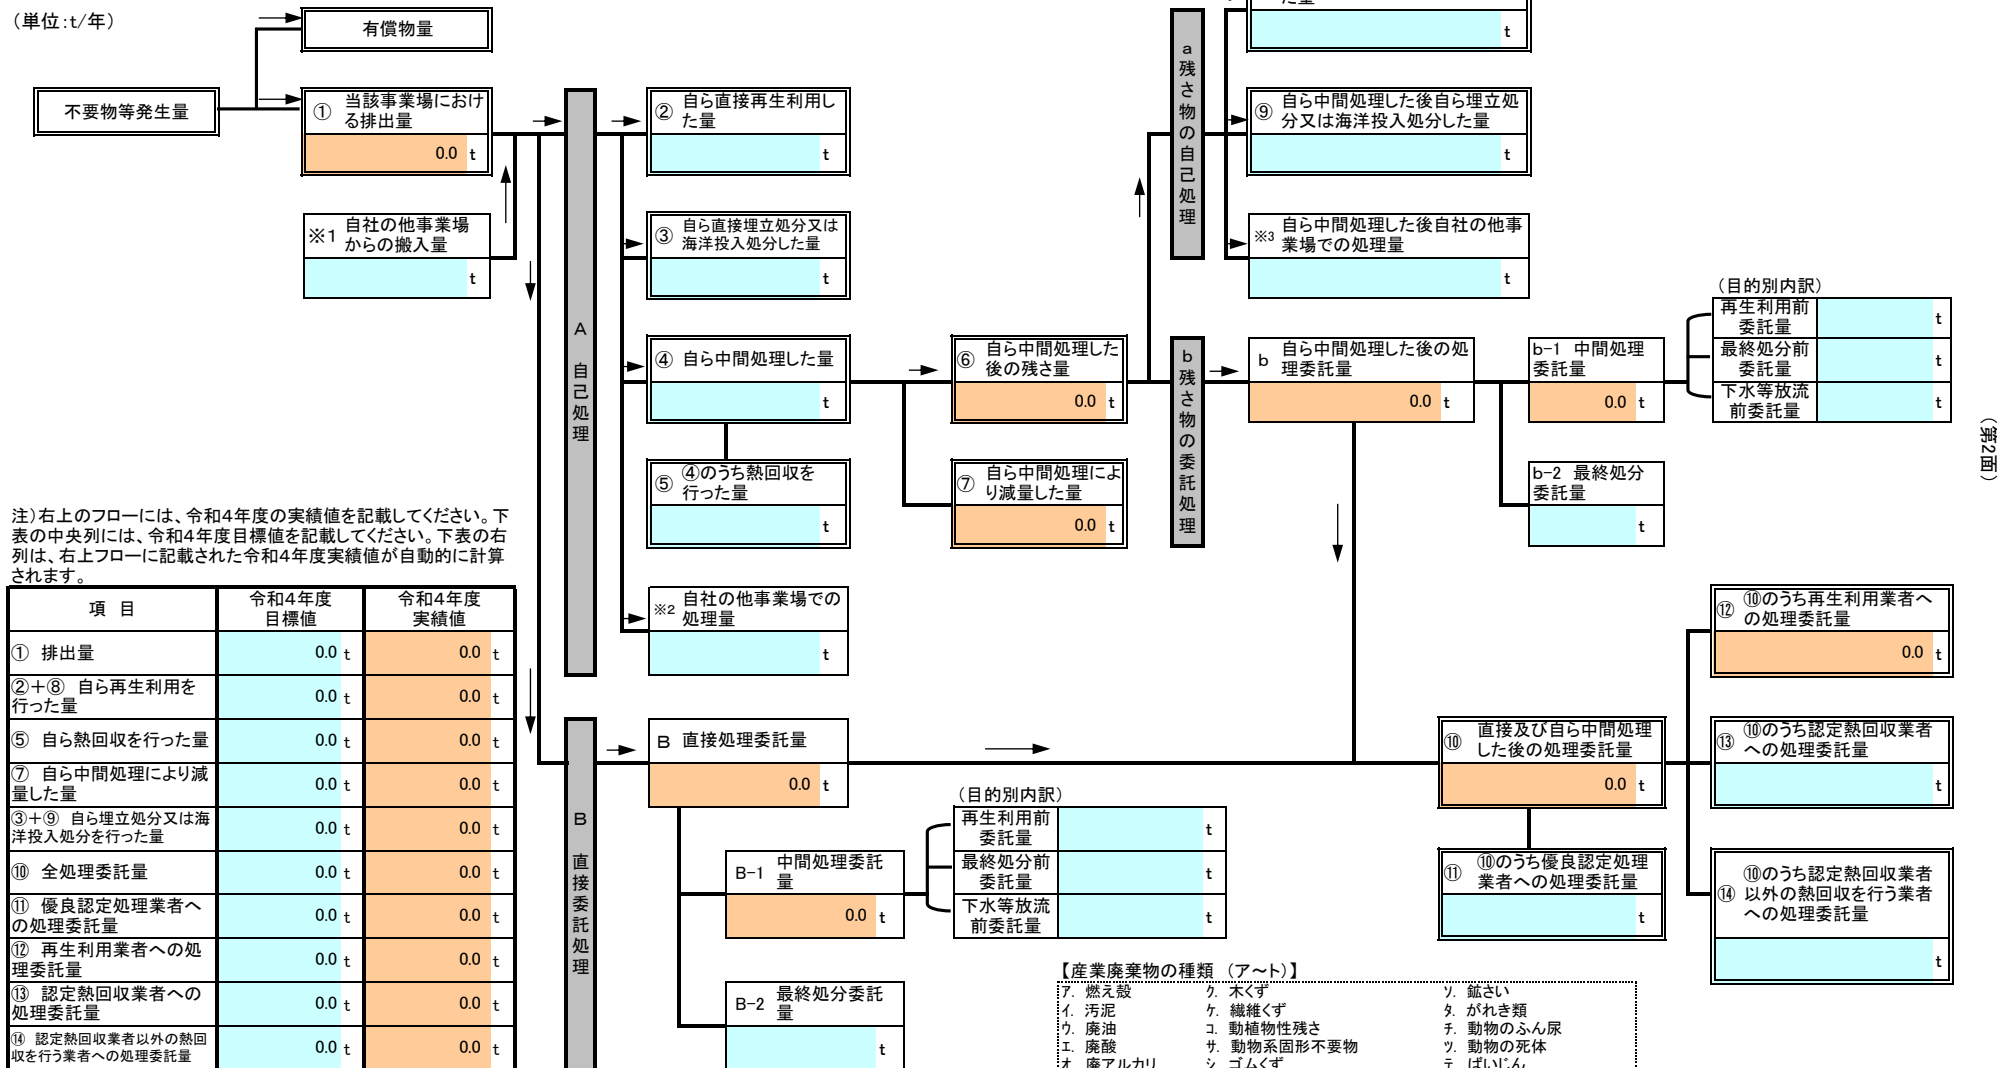 (単位:t/年)
有償物量
不要物等発生量
① 当該事業場におけ
る排出量
0.0 t
※1 自社の他事業場
からの搬入量
t
A 自己処理
② 自ら直接再生利用し
た量
t
③ 自ら直接埋立処分又は
海洋投入処分した量
t
④ 自ら中間処理した量
t
⑤ ④のうち熱回収を
行った量
t
※2 自社の他事業場での
処理量
t
⑥ 自ら中間処理した
後の残さ量
0.0 t
⑦ 自ら中間処理によ
り減量した量
0.0 t
a 残さ物の自己処理
た量
t
⑨ 自ら中間処理した後自ら埋立処
分又は海洋投入処分した量
t
※3 自ら中間処理した後自社の他事
業場での処理量
t
b 残さ物の委託処理
b 自ら中間処理した後の処
理委託量
0.0 t
b-1 中間処理
委託量
0.0 t
b-2 最終処分
委託量
t
(目的別内訳)
再生利用前
委託量
t
最終処分前
委託量
t
下水等放流
前委託量
t
(第2面)
注)右上のフローには、令和4年度の実績値を記載してください。下
表の中央列には、令和4年度目標値を記載してください。下表の右
列は、右上フローに記載された令和4年度実績値が自動的に計算
されます。
項 目 令和4年度
目標値 令和4年度
実績値
① 排出量 0.0 t 0.0 t
②+⑧ 自ら再生利用を
行った量 0.0 t 0.0 t
⑤ 自ら熱回収を行った量 0.0 t 0.0 t
⑦ 自ら中間処理により減
量した量 0.0 t 0.0 t
③+⑨ 自ら埋立処分又は海
洋投入処分を行った量 0.0 t 0.0 t
⑩ 全処理委託量 0.0 t 0.0 t
⑪ 優良認定処理業者へ
の処理委託量 0.0 t 0.0 t
⑫ 再生利用業者への処
理委託量 0.0 t 0.0 t
⑬ 認定熱回収業者への
処理委託量 0.0 t 0.0 t
⑭ 認定熱回収業者以外の熱回
収を行う業者への処理委託量 0.0 t 0.0 t
B 直接委託処理
B 直接処理委託量
0.0 t
B-1 中間処理委託
量
0.0 t
B-2 最終処分委託
量
t
(目的別内訳)
再生利用前
委託量
t
最終処分前
委託量
t
下水等放流
前委託量
t
⑩ 直接及び自ら中間処理
した後の処理委託量
0.0 t
⑪ ⑩のうち優良認定処理
業者への処理委託量
t
⑫ ⑩のうち再生利用業者へ
の処理委託量
0.0 t
⑬ ⑩のうち認定熱回収業者
への処理委託量
t
⑭ ⑩のうち認定熱回収業者
以外の熱回収を行う業者
への処理委託量
t
【産業廃棄物の種類 (ア~ト)】
ア. 燃え殻 ク. 木くず ソ. 鉱さい
イ. 汚泥 ケ. 繊維くず タ. がれき類
ウ. 廃油 コ. 動植物性残さ チ. 動物のふん尿
エ. 廃酸 サ. 動物系固形不要物 ツ. 動物の死体
オ. 廃アルカリ シ. ゴムくず テ. ばいじん